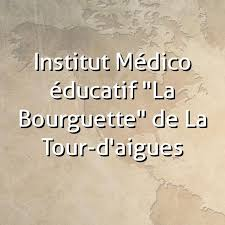 Institut Médico
éducatif "La
Bourguette" de La
Tour-d'aigues